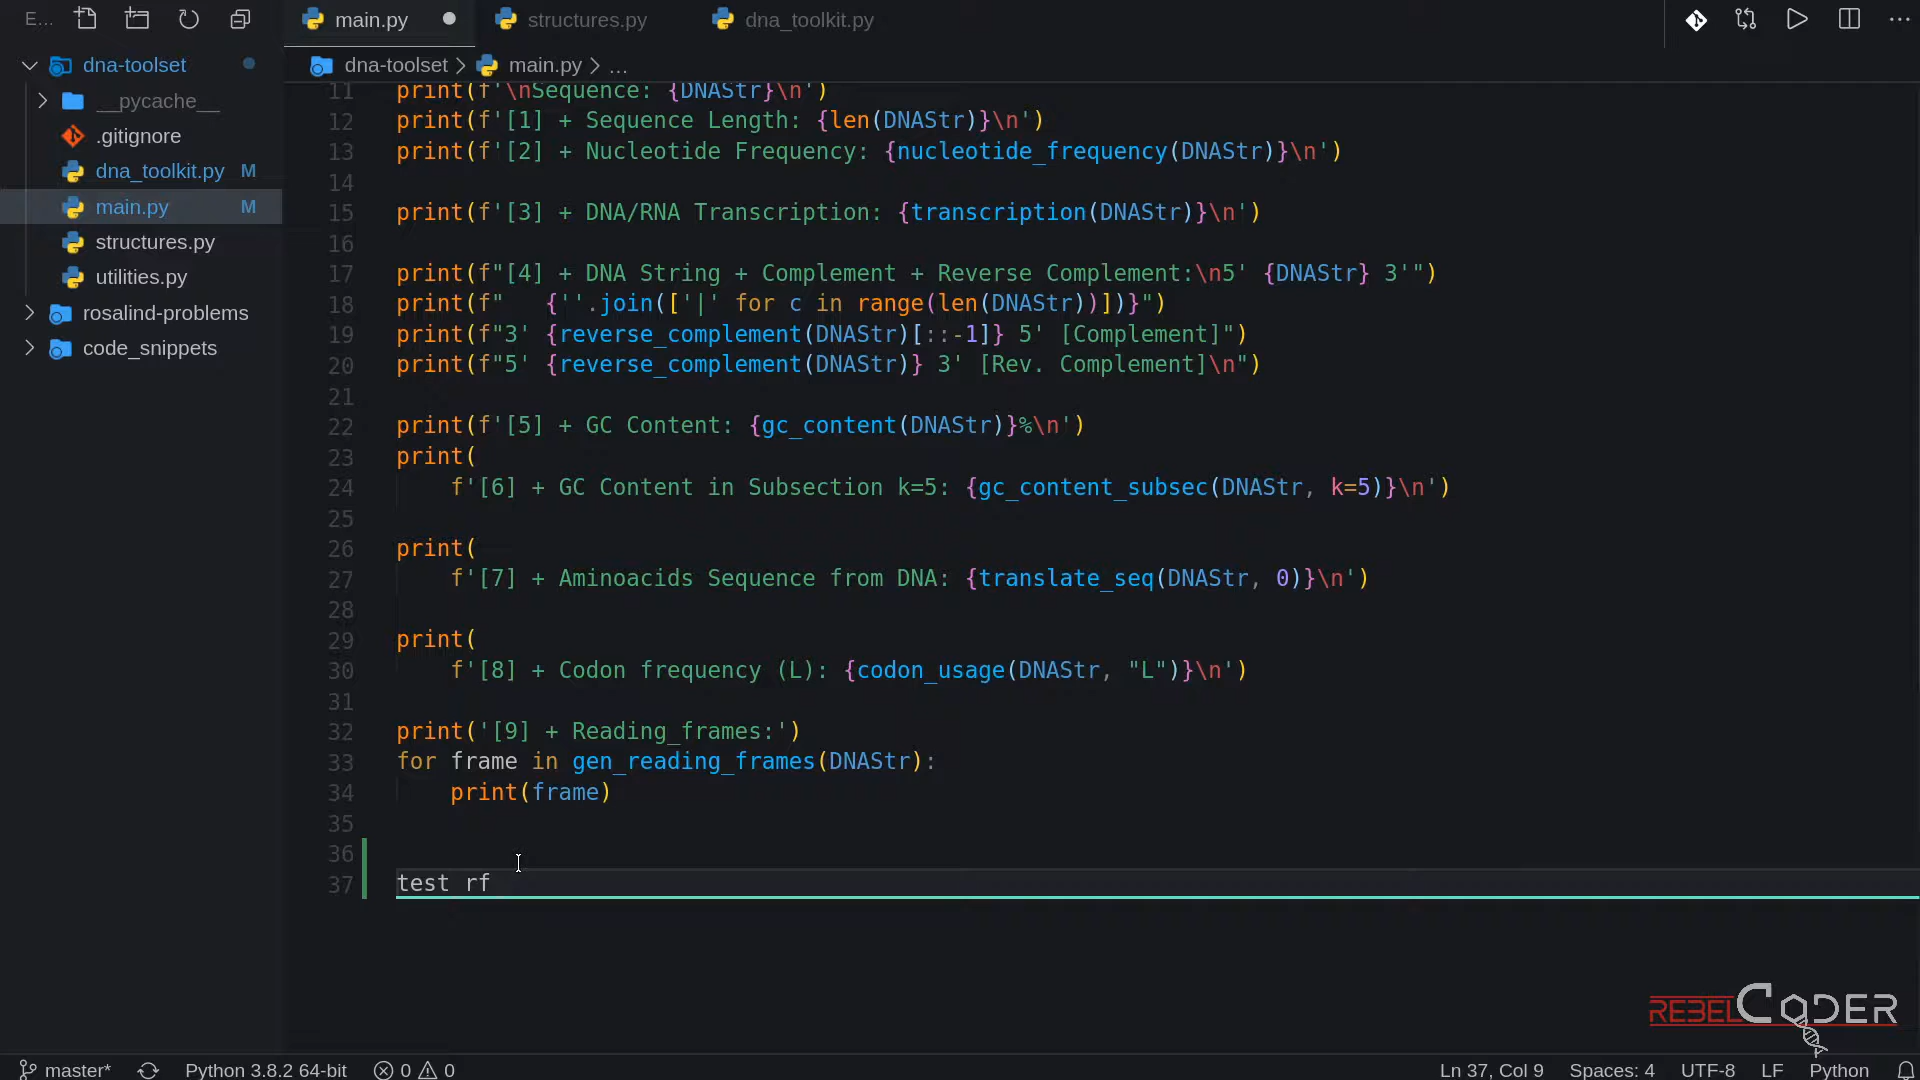 E...
main.py
structures.py
dna_toolkit.py
dna-toolset
dna-toolset > main.py > ...
__pycache__
.gitignore
dna_toolkit.py M
main.py M
structures.py
utilities.py
rosalind-problems
code_snippets
11 print(f'\nSequence: {DNAStr}\n')
12 print(f'[1] + Sequence Length: {len(DNAStr)}\n')
13 print(f'[2] + Nucleotide Frequency: {nucleotide_frequency(DNAStr)}\n')
14
15 print(f'[3] + DNA/RNA Transcription: {transcription(DNAStr)}\n')
16
17 print(f"[4] + DNA String + Complement + Reverse Complement:\n5' {DNAStr} 3'")
18 print(f"   {''.join(['|' for c in range(len(DNAStr))])}")
19 print(f"3' {reverse_complement(DNAStr)[::-1]} 5' [Complement]")
20 print(f"5' {reverse_complement(DNAStr)} 3' [Rev. Complement]\n")
21
22 print(f'[5] + GC Content: {gc_content(DNAStr)}%\n')
23 print(
24     f'[6] + GC Content in Subsection k=5: {gc_content_subsec(DNAStr, k=5)}\n')
25
26 print(
27     f'[7] + Aminoacids Sequence from DNA: {translate_seq(DNAStr, 0)}\n')
28
29 print(
30     f'[8] + Codon frequency (L): {codon_usage(DNAStr, "L")}\n')
31
32 print('[9] + Reading_frames:')
33 for frame in gen_reading_frames(DNAStr):
34     print(frame)
35
36
37 test rf
REBELCODER
master*
Python 3.8.2 64-bit
0
0
Ln 37, Col 9
Spaces: 4
UTF-8
LF
Python